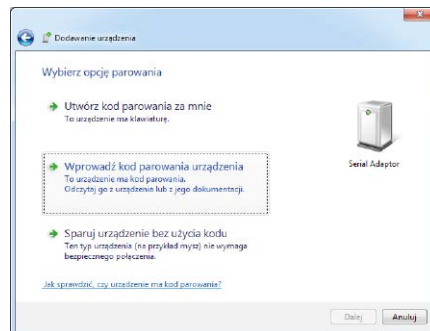 Dodawanie urządzenia
Wybierz opcję parowania
Utwórz kod parowania za mnie
To urządzenie ma klawiaturę.
Wprowadź kod parowania urządzenia
To urządzenie ma kod parowania.
Odczytaj go z urządzenia lub z jego dokumentacji.
Serial Adaptor
Sparuj urządzenie bez użycia kodu
Ten typ urządzenia (na przykład mysz) nie wymaga
bezpiecznego połączenia.
Jak sprawdzić, czy urządzenie ma kod parowania?
Dalej
Anuluj